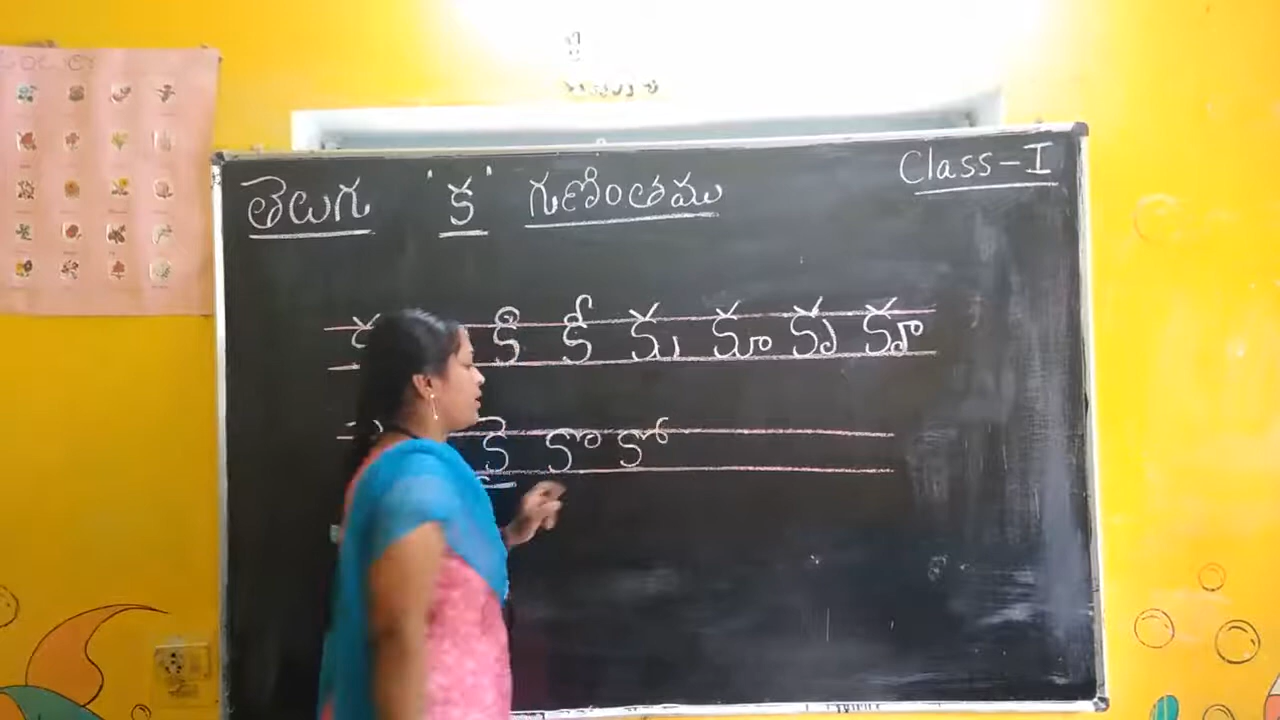 తెలుగు 'క' గుణింతము Class-I
క కి కీ కు కూ కృ కౄ
కే కొ కో